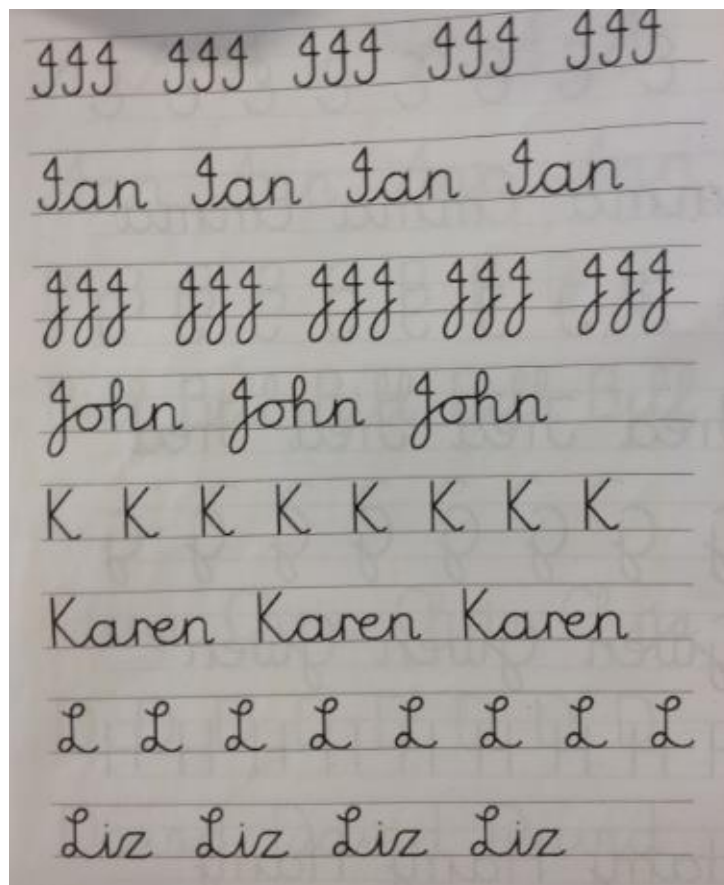 III III III III III
Ian Ian Ian Ian
JJJ JJJ JJJ JJJ JJJ
John John John
K K K K K K K K
Karen Karen Karen
L L L L L L L L
Liz Liz Liz Liz